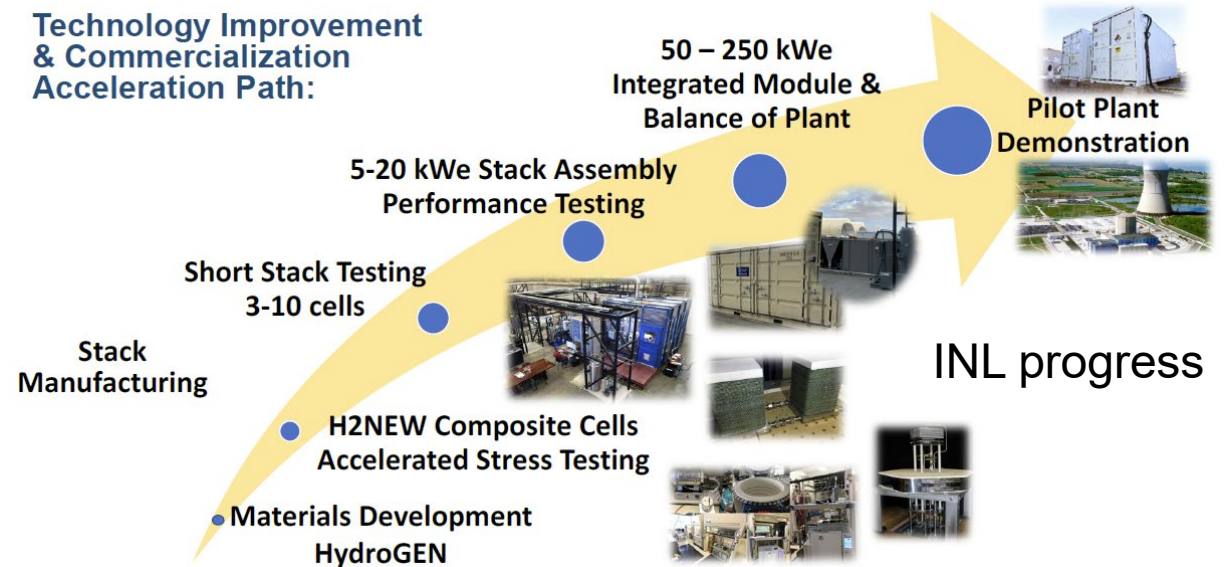 Technology Improvement
& Commercialization
Acceleration Path:
50 – 250 kWe
Integrated Module &
Balance of Plant
Pilot Plant
Demonstration
5-20 kWe Stack Assembly
Performance Testing
Short Stack Testing
3-10 cells
Stack
Manufacturing
INL progress
H2NEW Composite Cells
Accelerated Stress Testing
Materials Development
HydroGEN